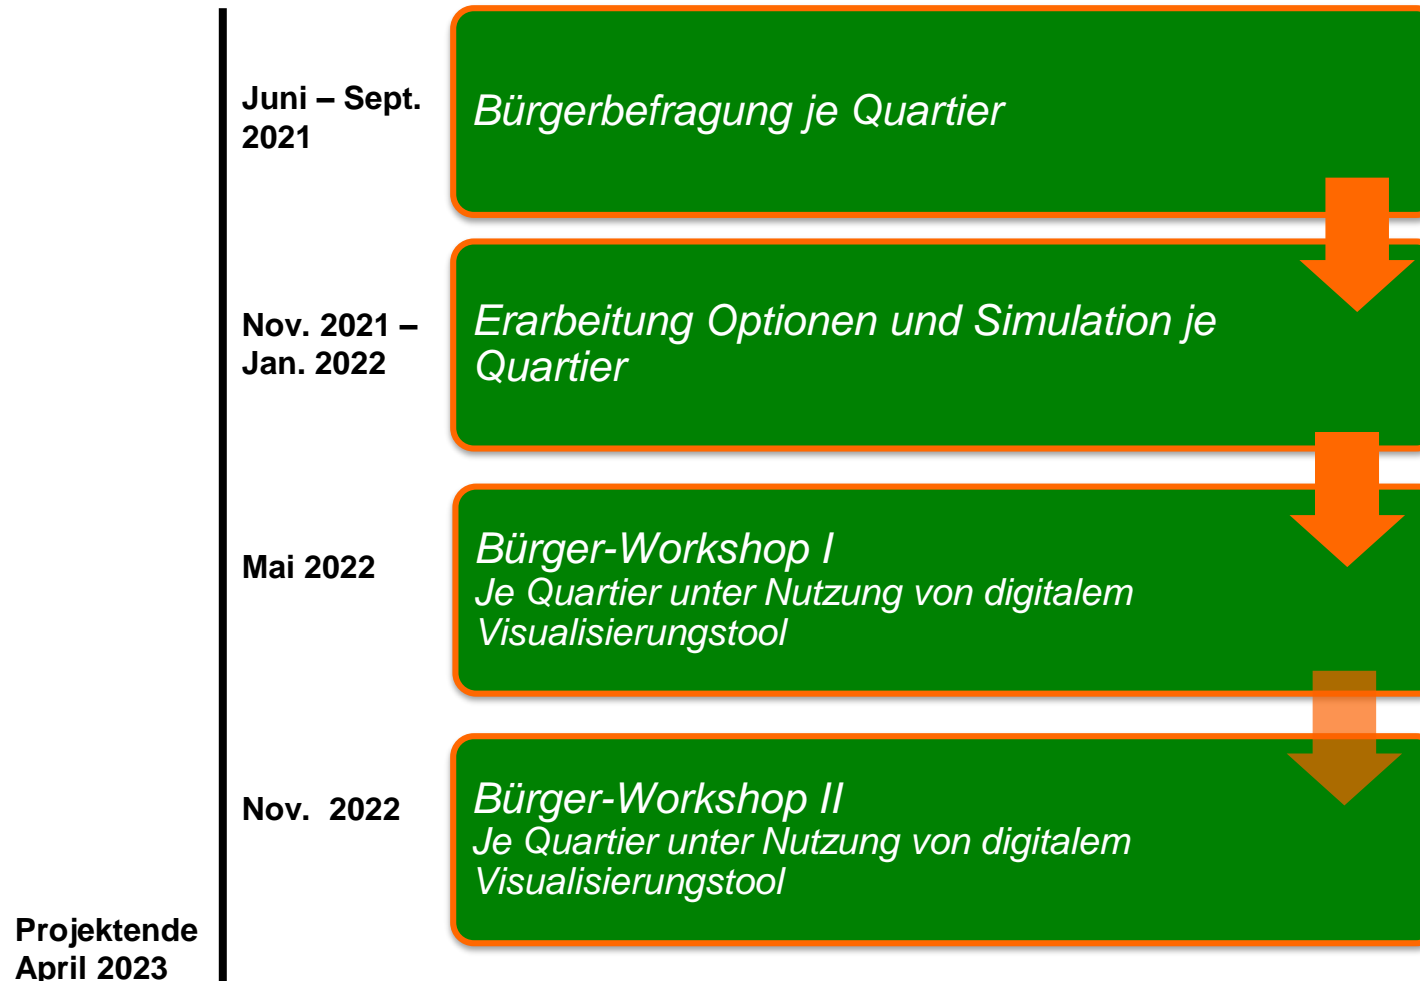 Juni – Sept.
2021
Bürgerbefragung je Quartier
Nov. 2021 –
Jan. 2022
Erarbeitung Optionen und Simulation je
Quartier
Mai 2022
Bürger-Workshop I
Je Quartier unter Nutzung von digitalem
Visualisierungstool
Nov.  2022
Bürger-Workshop II
Je Quartier unter Nutzung von digitalem
Visualisierungstool
Projektende
April 2023